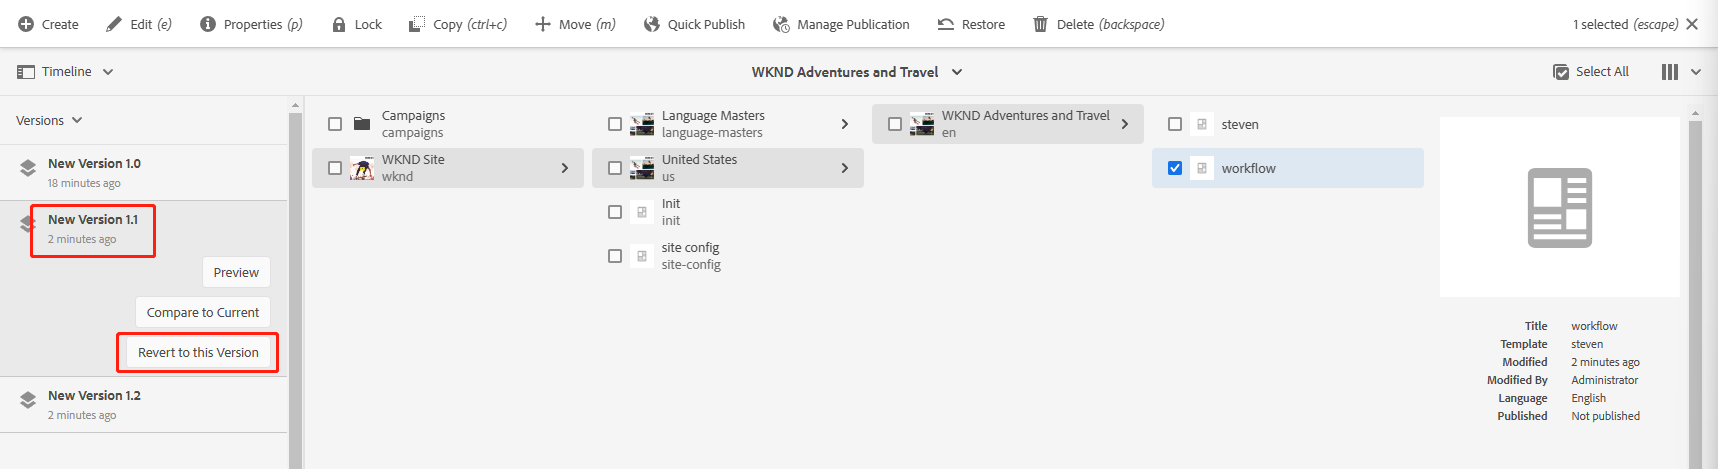 Create
Edit (e)
Properties (p)
Lock
Copy (ctrl+c)
Move (m)
Quick Publish
Manage Publication
Restore
Delete (backspace)
1 selected (escape)
Timeline
WKND Adventures and Travel
Select All
Versions
New Version 1.0
18 minutes ago
New Version 1.1
2 minutes ago
Preview
Compare to Current
Revert to this Version
New Version 1.2
2 minutes ago
Campaigns
campaigns
WKND Site
wknd
Language Masters
language-masters
United States
us
Init
init
site config
site-config
WKND Adventures and Travel
en
steven
workflow
Title workflow
Template steven
Modified 2 minutes ago
Modified By Administrator
Language English
Published Not published